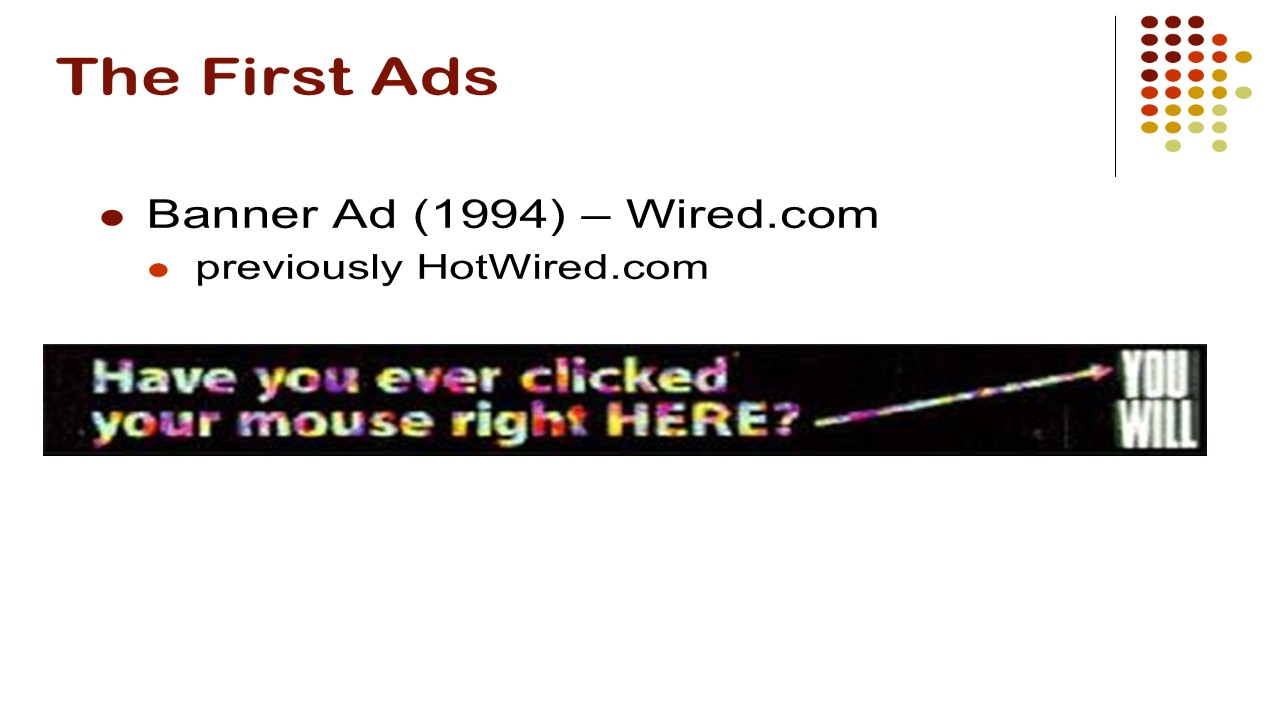 The First Ads
Banner Ad (1994) – Wired.com
previously HotWired.com
Have you ever clicked
your mouse right HERE?
YOU
WILL